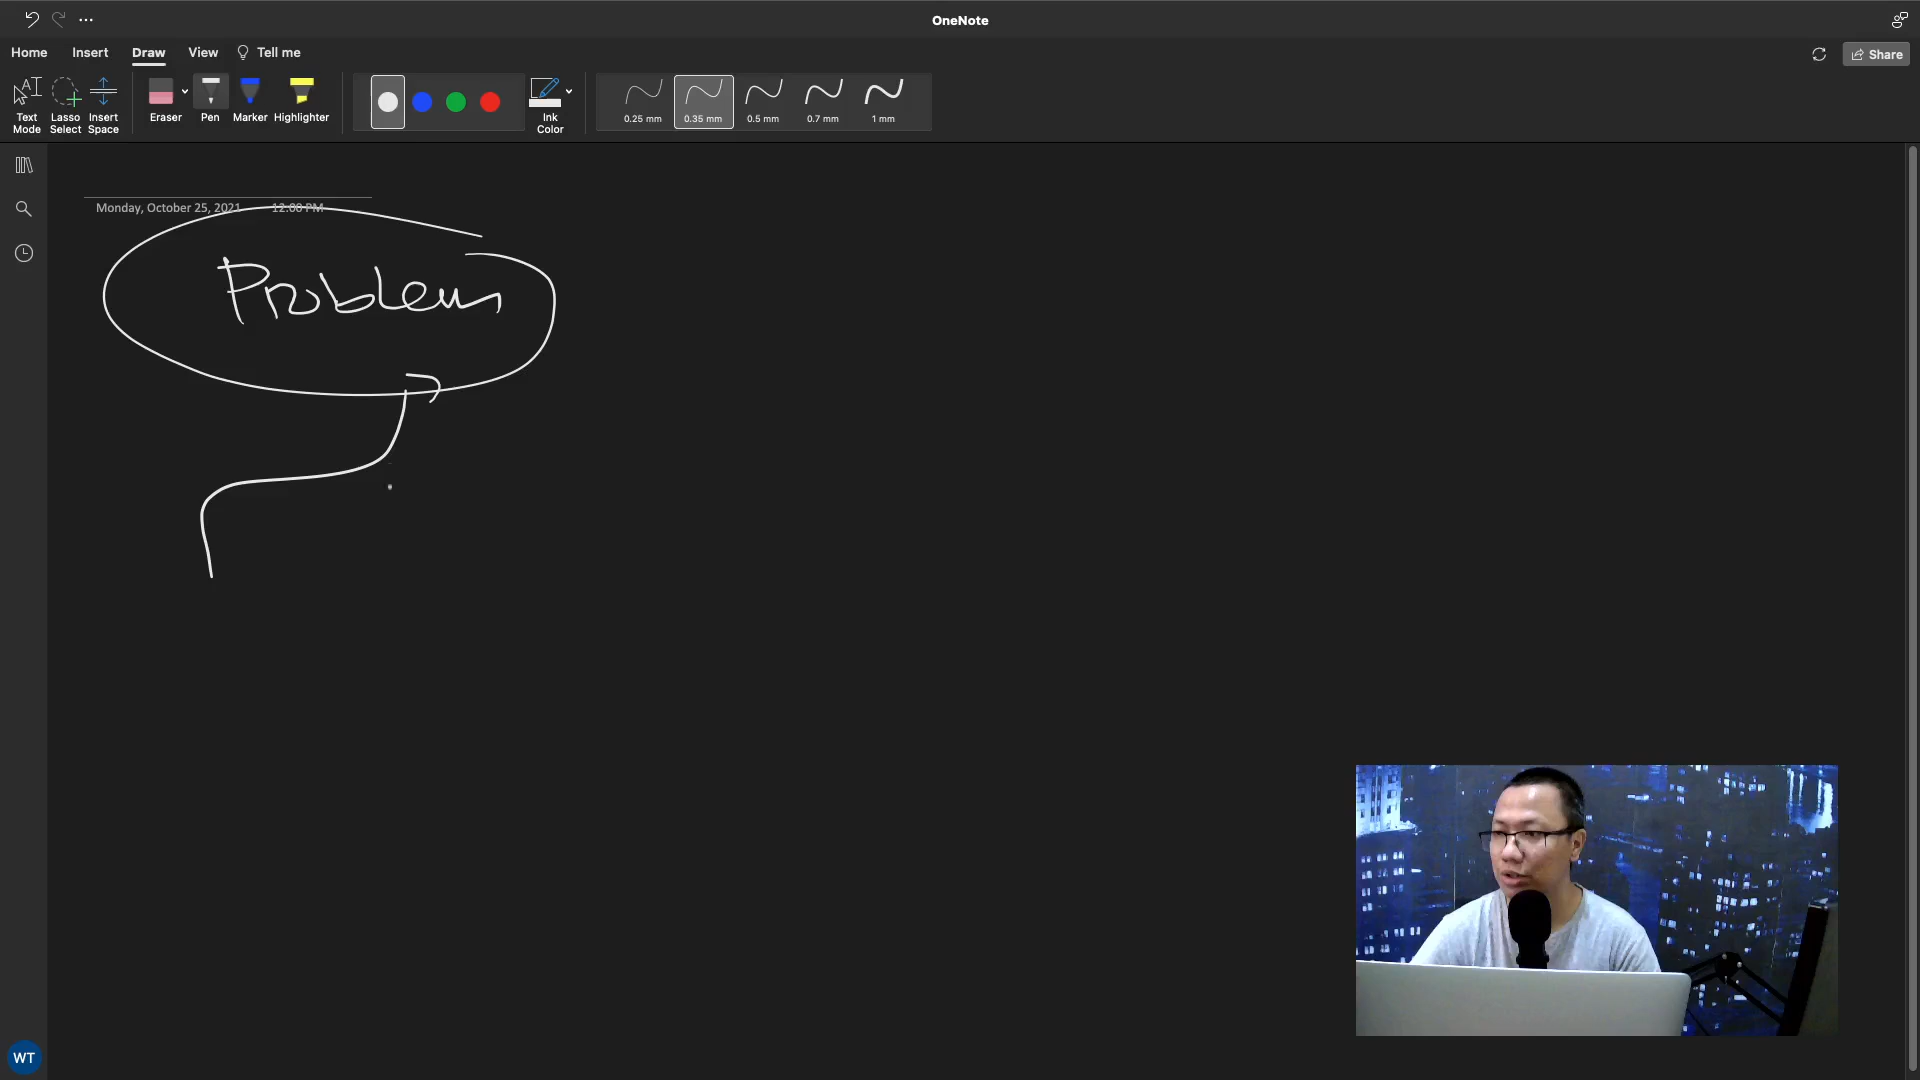 OneNote
Home Insert Draw View Tell me
Share
Text Mode
Lasso Select
Insert Space
Eraser
Pen
Marker
Highlighter
Ink Color
0.25 mm
0.35 mm
0.5 mm
0.7 mm
1 mm
Monday, October 25, 2021 12:00 PM
Problem
WT